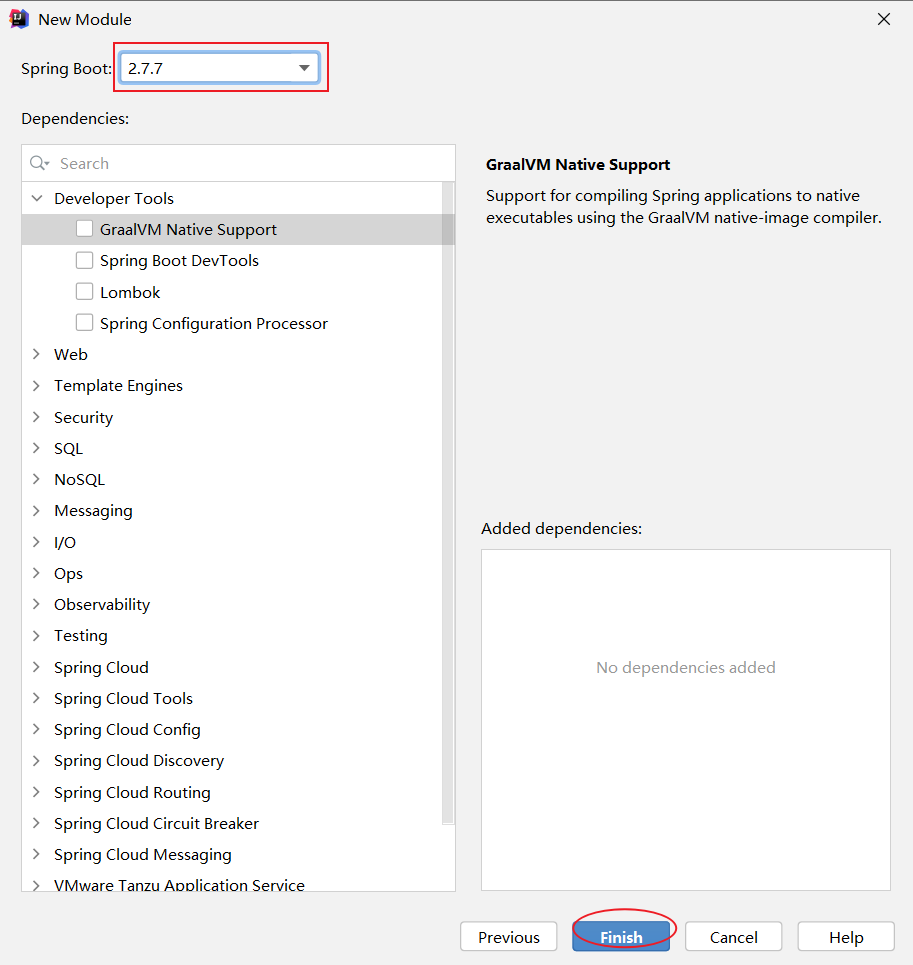 New Module
Spring Boot: 2.7.7
Dependencies:
Search
Developer Tools
GraalVM Native Support
Spring Boot DevTools
Lombok
Spring Configuration Processor
Web
Template Engines
Security
SQL
NoSQL
Messaging
I/O
Ops
Observability
Testing
Spring Cloud
Spring Cloud Tools
Spring Cloud Config
Spring Cloud Discovery
Spring Cloud Routing
Spring Cloud Circuit Breaker
Spring Cloud Messaging
VMware Tanzu Application Service
GraalVM Native Support
Support for compiling Spring applications to native
executables using the GraalVM native-image compiler.
Added dependencies:
No dependencies added
Previous Finish Cancel Help